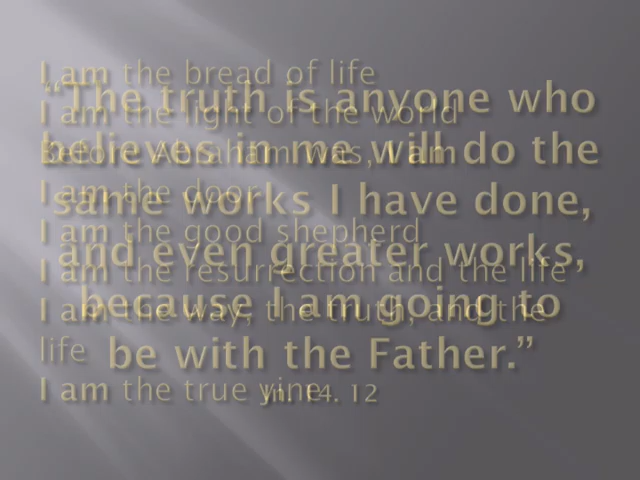 I am the bread of life
I am the light of the world
Before Abraham was, I am
I am the door
I am the good shepherd
I am the resurrection and the life
I am the way, the truth, and the
life
I am the true vine
“The truth is anyone who
believes in me will do the
same works I have done,
and even greater works,
because I am going to
be with the Father.”
Jn. 14. 12